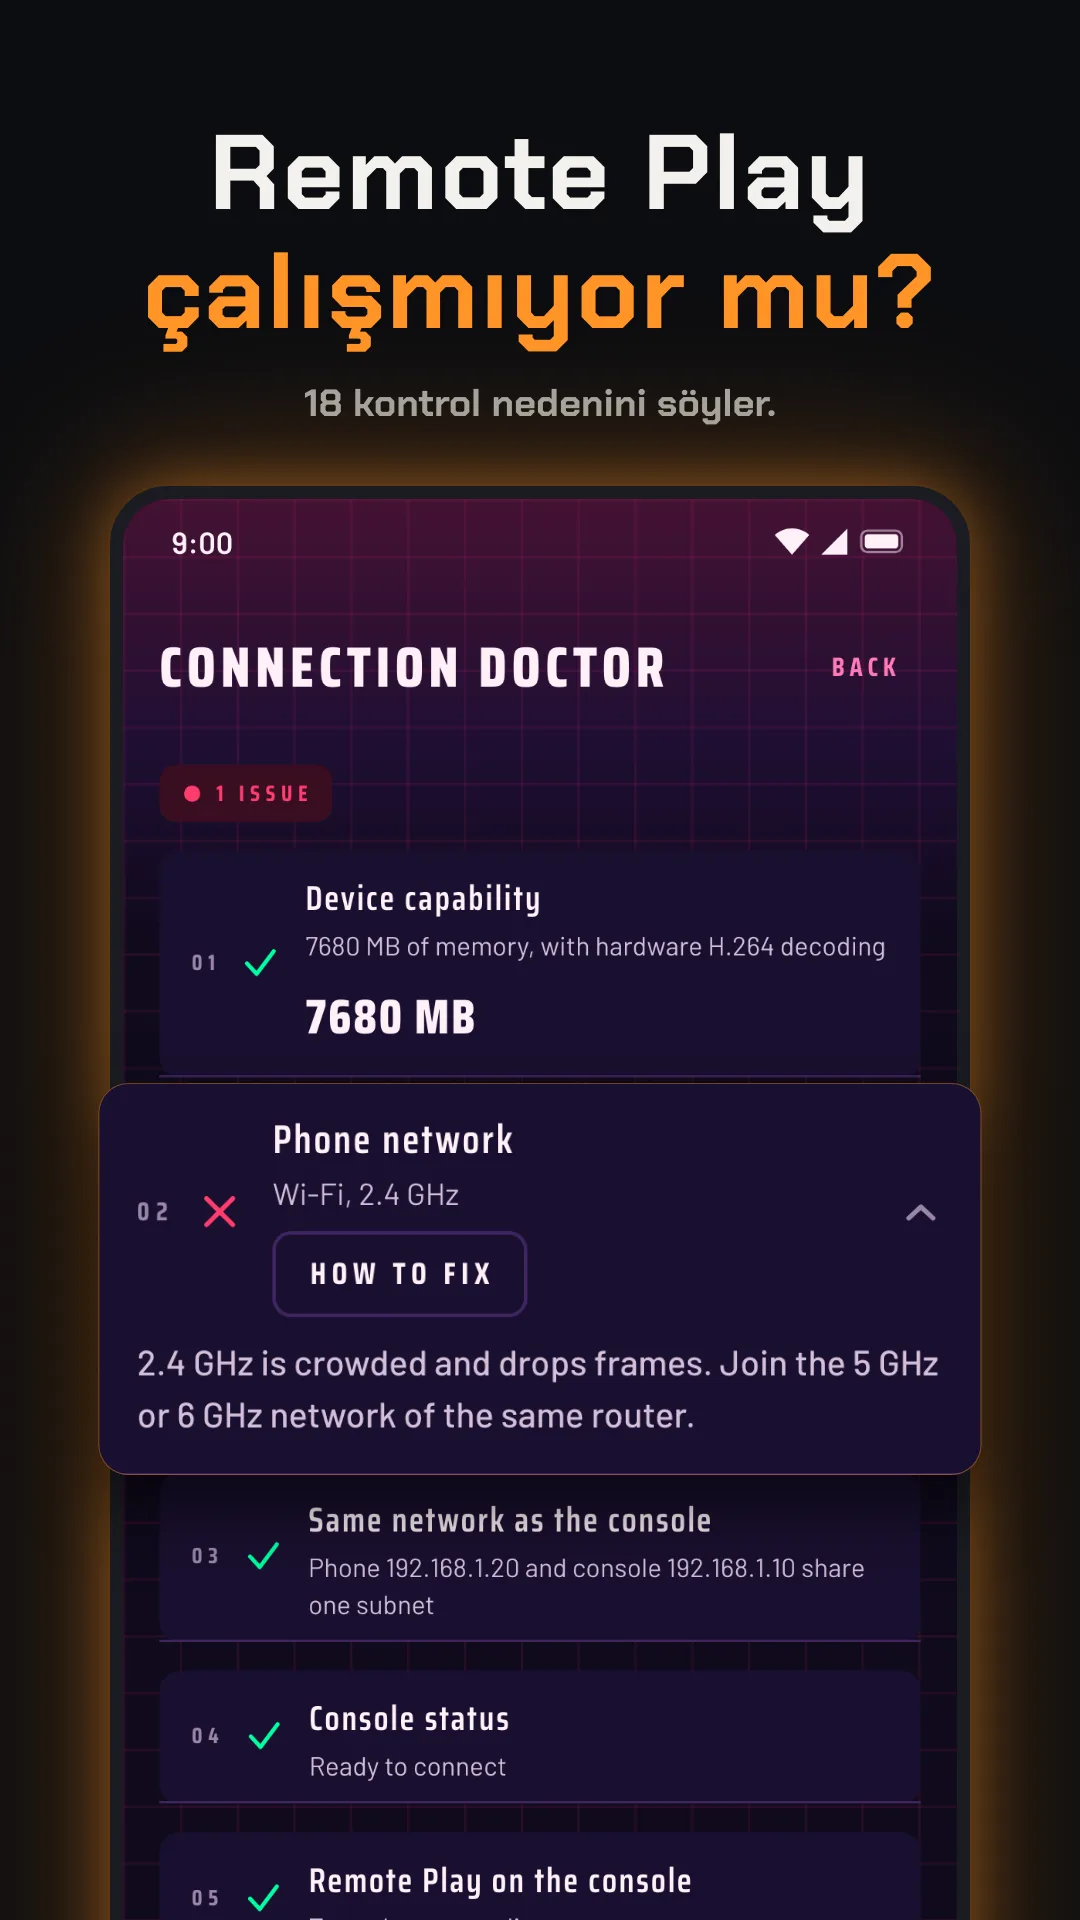 Remote Play
çalışmıyor mu?
18 kontrol nedenini söyler.
9:00
CONNECTION DOCTOR
BACK
1 ISSUE
01
Device capability
7680 MB of memory, with hardware H.264 decoding
7680 MB
02
Phone network
Wi-Fi, 2.4 GHz
HOW TO FIX
2.4 GHz is crowded and drops frames. Join the 5 GHz
or 6 GHz network of the same router.
03
Same network as the console
Phone 192.168.1.20 and console 192.168.1.10 share
one subnet
04
Console status
Ready to connect
05
Remote Play on the console